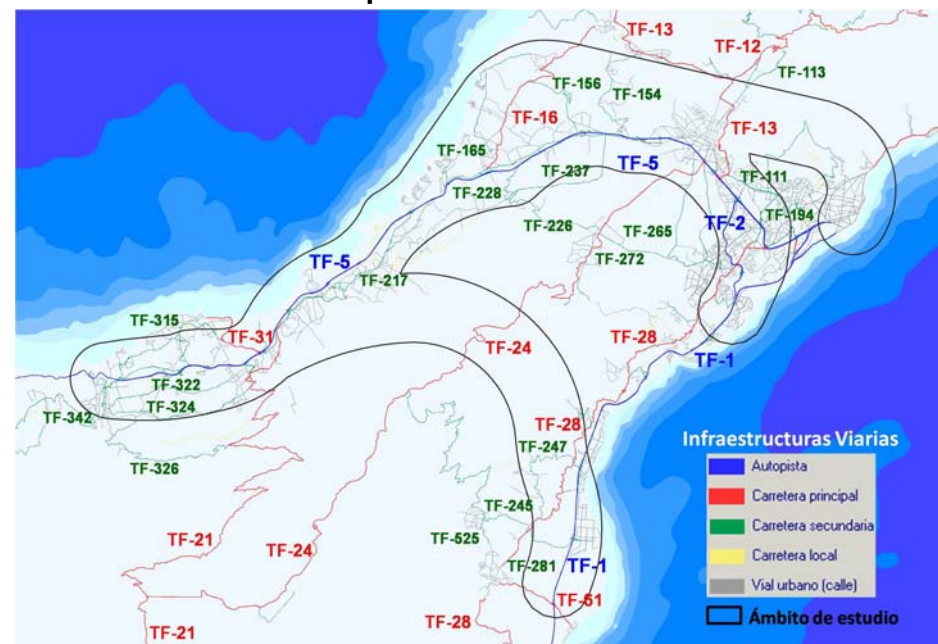 TF-13
TF-12
TF-113
TF-156
TF-154
TF-16
TF-13
TF-165
TF-237
TF-5
TF-111
TF-228
TF-194
TF-226
TF-265
TF-2
TF-5
TF-272
TF-217
TF-315
TF-31
TF-24
TF-28
TF-1
TF-322
TF-324
TF-342
TF-28
TF-326
TF-247
Infraestructuras Viarias
Autopista
Carretera principal
Carretera secundaria
Carretera local
Vial urbano (calle)
Ámbito de estudio
TF-245
TF-21
TF-24
TF-525
TF-281
TF-1
TF-61
TF-28
TF-21